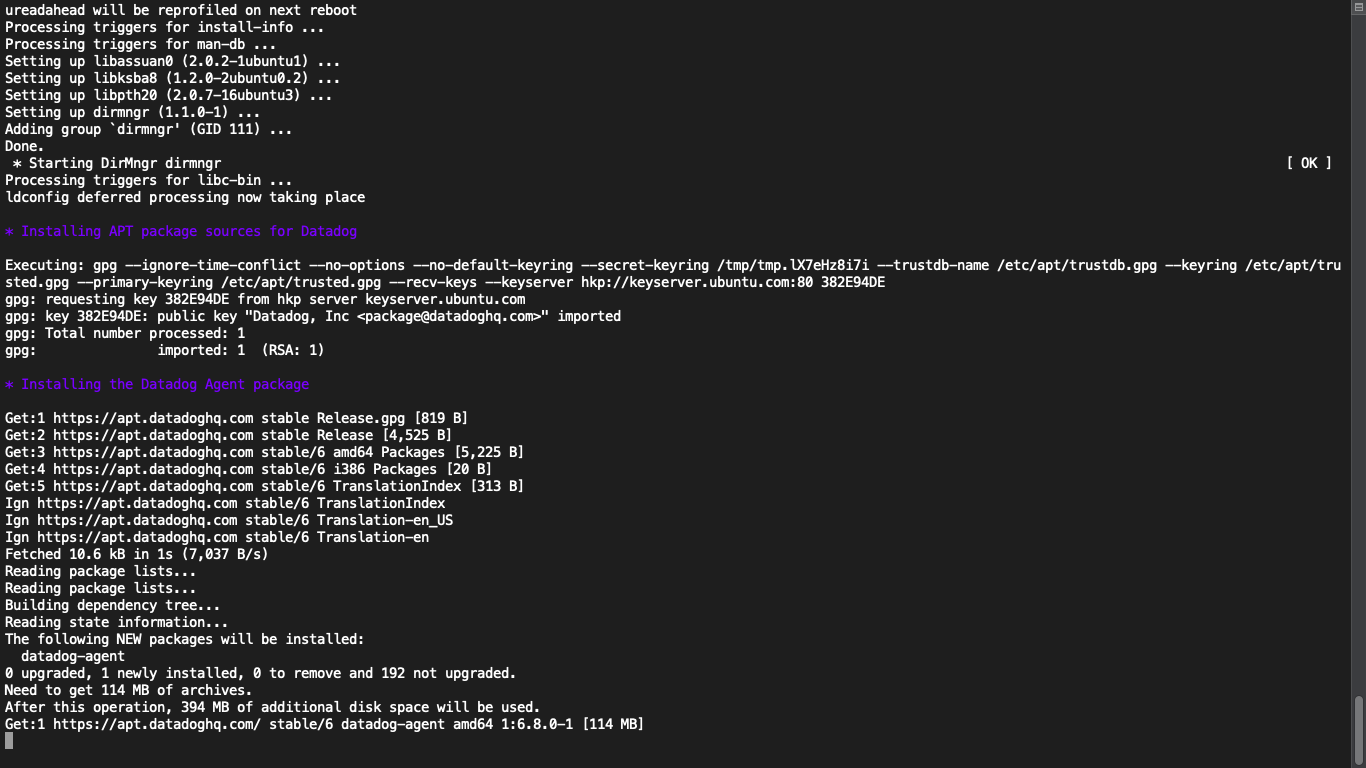 ureadahead will be reprofiled on next reboot
Processing triggers for install-info ...
Processing triggers for man-db ...
Setting up libassuan0 (2.0.2-1ubuntu1) ...
Setting up libksba8 (1.2.0-2ubuntu0.2) ...
Setting up libpth20 (2.0.7-16ubuntu3) ...
Setting up dirmngr (1.1.0-1) ...
Adding group `dirmngr' (GID 111) ...
Done.
 * Starting DirMngr dirmngr [ OK ]
Processing triggers for libc-bin ...
ldconfig deferred processing now taking place
* Installing APT package sources for Datadog
Executing: gpg --ignore-time-conflict --no-options --no-default-keyring --secret-keyring /tmp/tmp.lX7eHz8i7i --trustdb-name /etc/apt/trustdb.gpg --keyring /etc/apt/tru
sted.gpg --primary-keyring /etc/apt/trusted.gpg --recv-keys --keyserver hkp://keyserver.ubuntu.com:80 382E94DE
gpg: requesting key 382E94DE from hkp server keyserver.ubuntu.com
gpg: key 382E94DE: public key "Datadog, Inc <package@datadoghq.com>" imported
gpg: Total number processed: 1
gpg:               imported: 1  (RSA: 1)
* Installing the Datadog Agent package
Get:1 https://apt.datadoghq.com stable Release.gpg [819 B]
Get:2 https://apt.datadoghq.com stable Release [4,525 B]
Get:3 https://apt.datadoghq.com stable/6 amd64 Packages [5,225 B]
Get:4 https://apt.datadoghq.com stable/6 i386 Packages [20 B]
Get:5 https://apt.datadoghq.com stable/6 TranslationIndex [313 B]
Ign https://apt.datadoghq.com stable/6 TranslationIndex
Ign https://apt.datadoghq.com stable/6 Translation-en_US
Ign https://apt.datadoghq.com stable/6 Translation-en
Fetched 10.6 kB in 1s (7,037 B/s)
Reading package lists...
Reading package lists...
Building dependency tree...
Reading state information...
The following NEW packages will be installed:
  datadog-agent
0 upgraded, 1 newly installed, 0 to remove and 192 not upgraded.
Need to get 114 MB of archives.
After this operation, 394 MB of additional disk space will be used.
Get:1 https://apt.datadoghq.com/ stable/6 datadog-agent amd64 1:6.8.0-1 [114 MB]